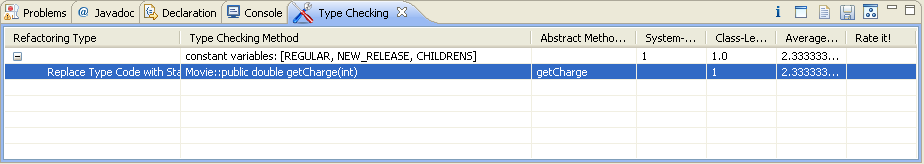 Problems @ Javadoc Declaration Console Type Checking
Refactoring Type Type Checking Method Abstract Metho... System-... Class-Le... Average... Rate it!
constant variables: [REGULAR, NEW_RELEASE, CHILDRENS] 1 1.0 2.333333...
Replace Type Code with Sta Movie::public double getCharge(int) getCharge 1 2.333333...